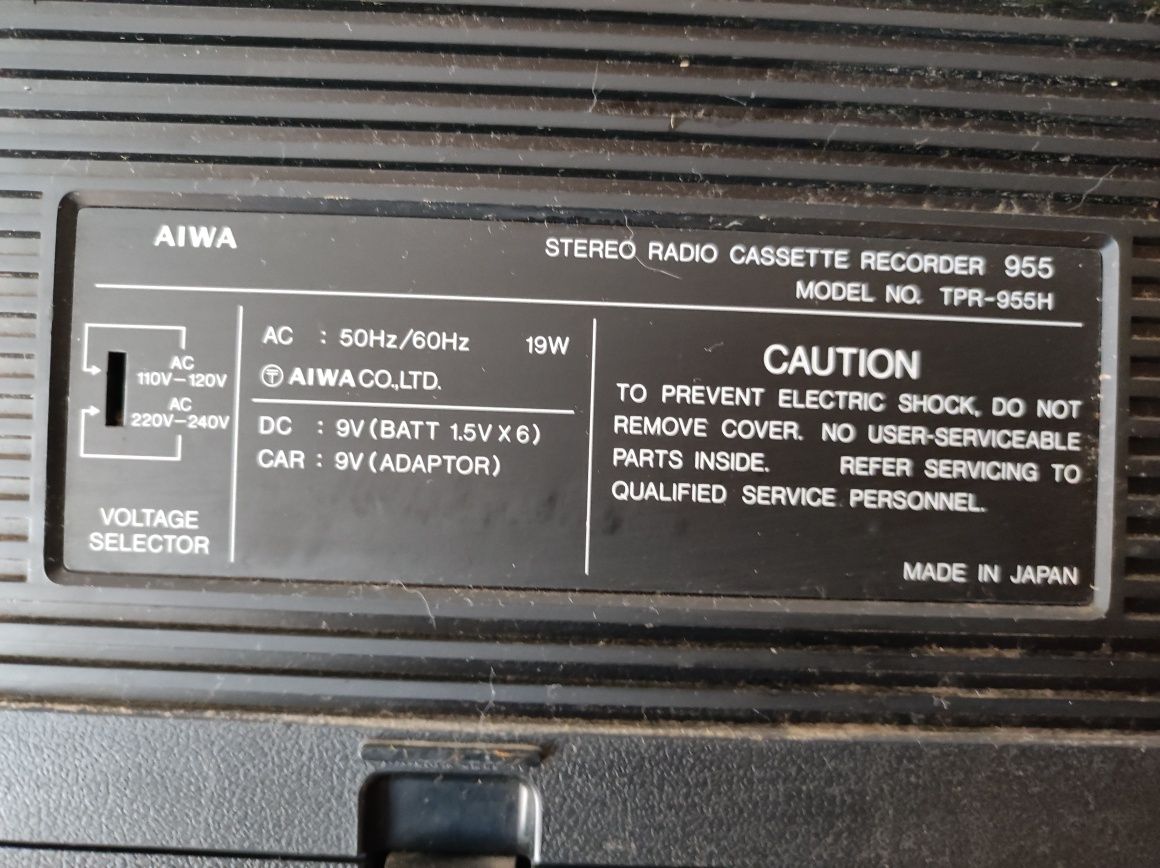 AIWA
STEREO RADIO CASSETTE RECORDER 955
MODEL NO. TPR-955H
AC
110V–120V
AC
220V–240V
VOLTAGE
SELECTOR
AC : 50Hz/60Hz 19W
〶 AIWA CO.,LTD.
DC : 9V (BATT 1.5V X 6)
CAR : 9V (ADAPTOR)
CAUTION
TO PREVENT ELECTRIC SHOCK, DO NOT
REMOVE COVER. NO USER-SERVICEABLE
PARTS INSIDE. REFER SERVICING TO
QUALIFIED SERVICE PERSONNEL.
MADE IN JAPAN